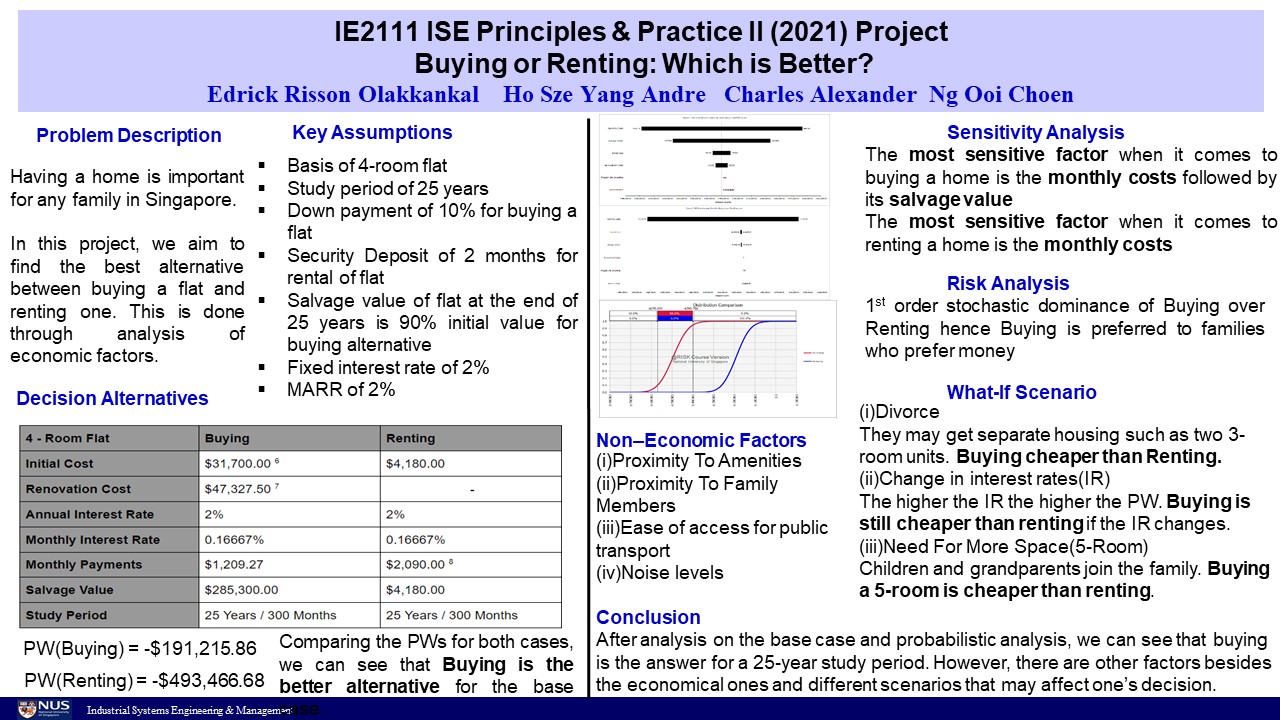 IE2111 ISE Principles & Practice II (2021) Project
Buying or Renting: Which is Better?
Edrick Risson Olakkankal Ho Sze Yang Andre Charles Alexander Ng Ooi Choen
Problem Description
Having a home is important
for any family in Singapore.
In this project, we aim to
find the best alternative
between buying a flat and
renting one. This is done
through analysis of
economic factors.
Key Assumptions
▪ Basis of 4-room flat
▪ Study period of 25 years
▪ Down payment of 10% for buying a
flat
▪ Security Deposit of 2 months for
rental of flat
▪ Salvage value of flat at the end of
25 years is 90% initial value for
buying alternative
▪ Fixed interest rate of 2%
▪ MARR of 2%
Decision Alternatives
4 - Room Flat Buying Renting
Initial Cost $31,700.00 6 $4,180.00
Renovation Cost $47,327.50 7 -
Annual Interest Rate 2% 2%
Monthly Interest Rate 0.16667% 0.16667%
Monthly Payments $1,209.27 $2,090.00 8
Salvage Value $285,300.00 $4,180.00
Study Period 25 Years / 300 Months 25 Years / 300 Months
PW(Buying) = -$191,215.86
PW(Renting) = -$493,466.68
Comparing the PWs for both cases,
we can see that Buying is the
better alternative for the base
case
Distribution Comparison
@RISK Course Version
National University of Singapore
Non–Economic Factors
(i)Proximity To Amenities
(ii)Proximity To Family
Members
(iii)Ease of access for public
transport
(iv)Noise levels
Sensitivity Analysis
The most sensitive factor when it comes to
buying a home is the monthly costs followed by
its salvage value
The most sensitive factor when it comes to
renting a home is the monthly costs
Risk Analysis
1st order stochastic dominance of Buying over
Renting hence Buying is preferred to families
who prefer money
What-If Scenario
(i)Divorce
They may get separate housing such as two 3-
room units. Buying cheaper than Renting.
(ii)Change in interest rates(IR)
The higher the IR the higher the PW. Buying is
still cheaper than renting if the IR changes.
(iii)Need For More Space(5-Room)
Children and grandparents join the family. Buying
a 5-room is cheaper than renting.
Conclusion
After analysis on the base case and probabilistic analysis, we can see that buying
is the answer for a 25-year study period. However, there are other factors besides
the economical ones and different scenarios that may affect one's decision.
NUS
National University
of Singapore
Industrial Systems Engineering & Management